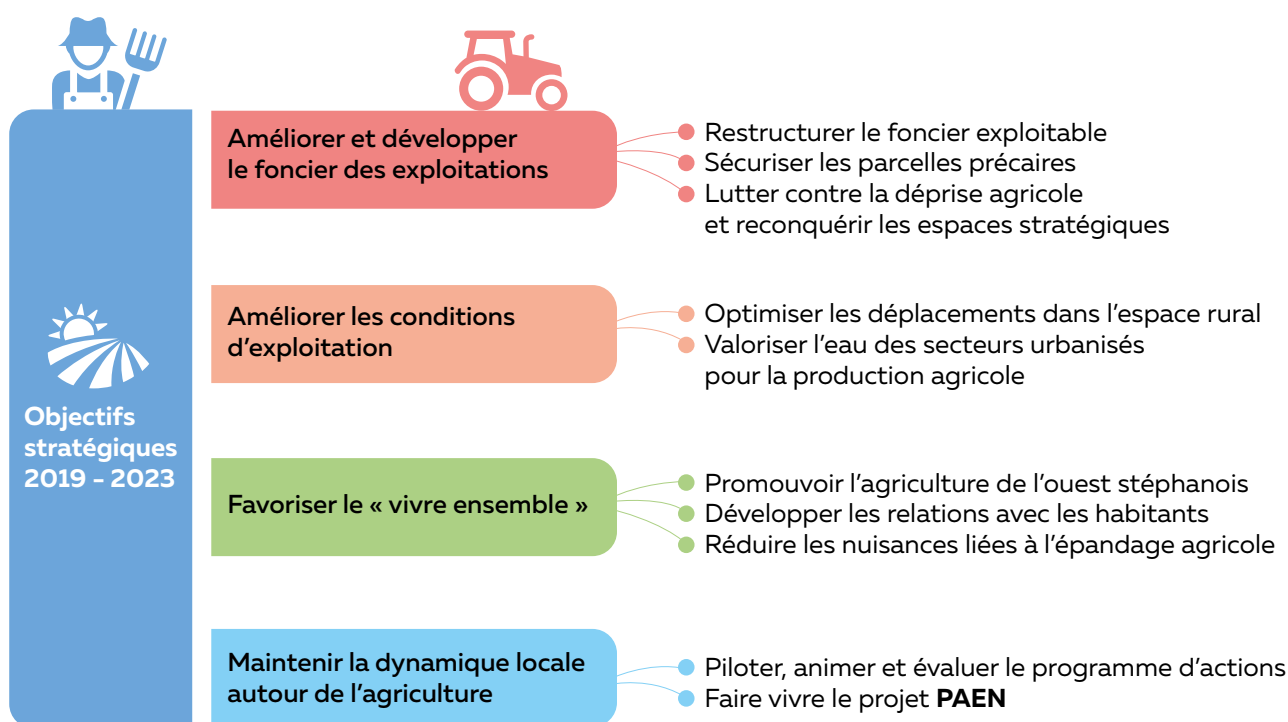 Objectifs
stratégiques
2019 - 2023
Améliorer et développer
le foncier des exploitations
Restructurer le foncier exploitable
Sécuriser les parcelles précaires
Lutter contre la déprise agricole
et reconquérir les espaces stratégiques
Améliorer les conditions
d’exploitation
Optimiser les déplacements dans l’espace rural
Valoriser l’eau des secteurs urbanisés
pour la production agricole
Favoriser le « vivre ensemble »
Promouvoir l’agriculture de l’ouest stéphanois
Développer les relations avec les habitants
Réduire les nuisances liées à l’épandage agricole
Maintenir la dynamique locale
autour de l’agriculture
Piloter, animer et évaluer le programme d’actions
Faire vivre le projet PAEN